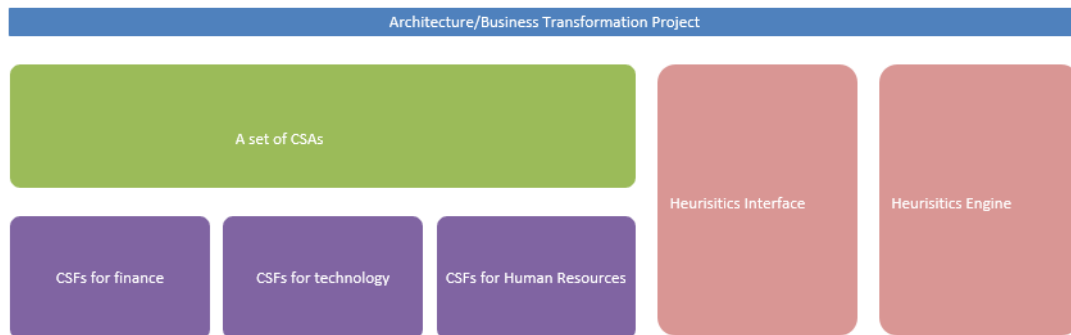 Architecture/Business Transformation Project
A set of CSAs
Heurisitics Interface
Heurisitics Engine
CSFs for finance
CSFs for technology
CSFs for Human Resources